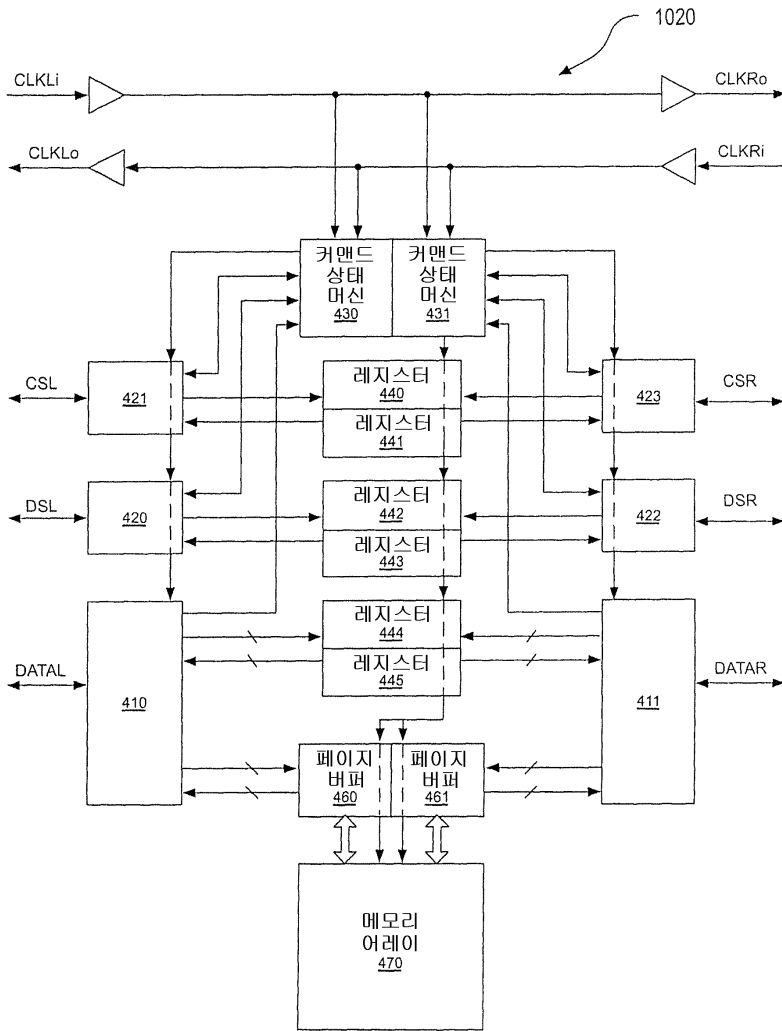 1020
CLKLi
CLKRo
CLKLo
CLKRi
커맨드 상태 머신 430
커맨드 상태 머신 431
CSL
421
레지스터 440
레지스터 441
423
CSR
DSL
420
레지스터 442
레지스터 443
422
DSR
DATAL
410
레지스터 444
레지스터 445
411
DATAR
페이지 버퍼 460
페이지 버퍼 461
메모리 어레이 470